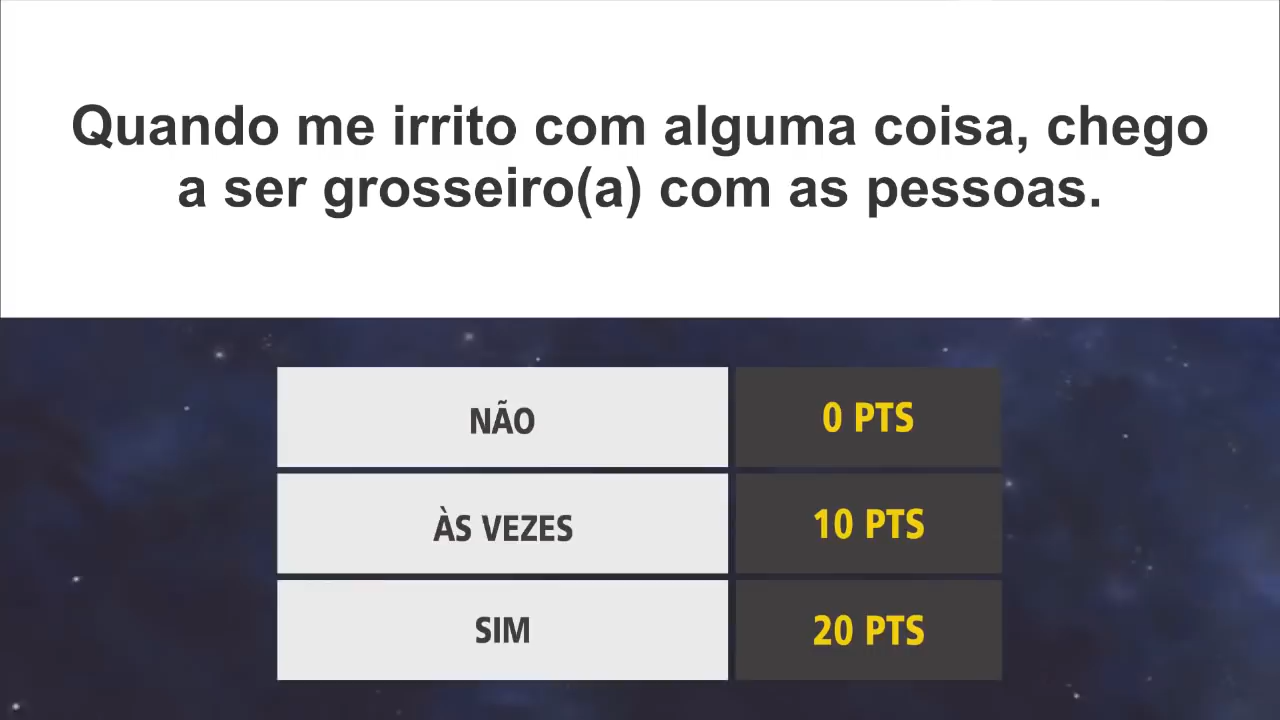 Quando me irrito com alguma coisa, chego
a ser grosseiro(a) com as pessoas.
NÃO 0 PTS
ÀS VEZES 10 PTS
SIM 20 PTS